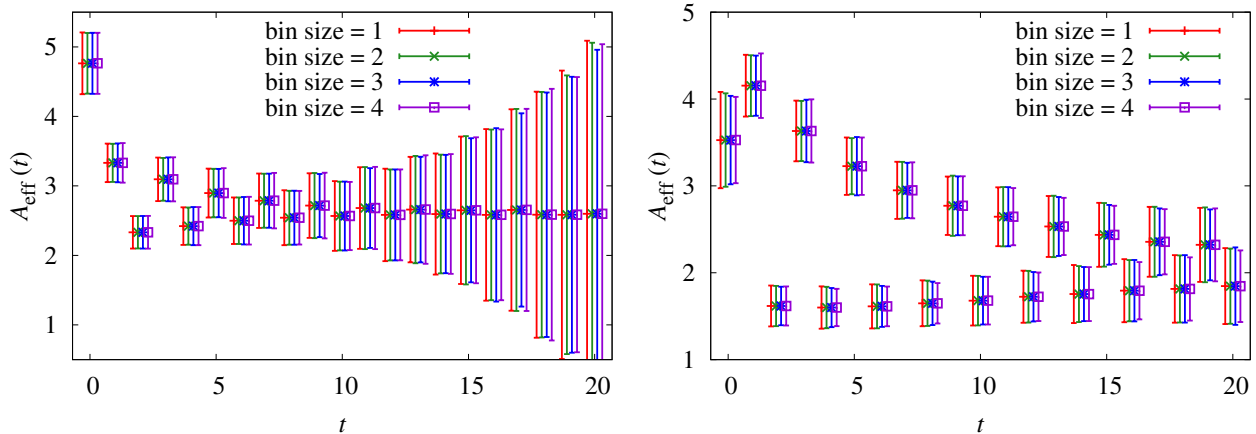 bin size = 1
bin size = 2
bin size = 3
bin size = 4
5
4
3
2
1
A_eff(t)
0 5 10 15 20
t
bin size = 1
bin size = 2
bin size = 3
bin size = 4
5
4
3
2
1
A_eff(t)
0 5 10 15 20
t